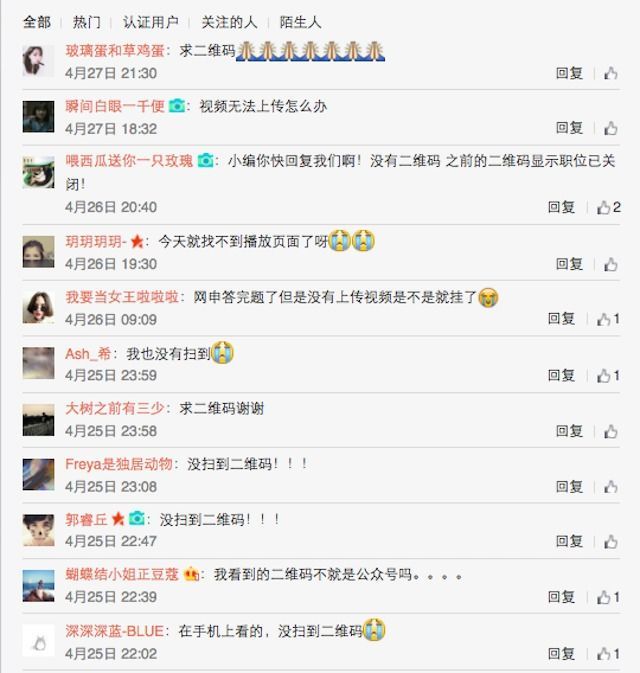 全部 | 热门 | 认证用户 | 关注的人 | 陌生人
玻璃蛋和草鸡蛋：求二维码🙏🙏🙏🙏🙏🙏🙏
4月27日 21:30 回复
瞬间白眼一千便：视频无法上传怎么办
4月27日 18:32 回复
喂西瓜送你一只玫瑰：小编你快回复我们啊！没有二维码 之前的二维码显示职位已关
闭！
4月26日 20:40 回复 2
玥玥玥玥-：今天就找不到播放页面了呀😭😭
4月26日 19:30 回复
我要当女王啦啦啦：网申答完题了但是没有上传视频是不是就挂了😭
4月26日 09:09 回复 1
Ash_希：我也没有扫到😭
4月25日 23:59 回复 1
大树之前有三少：求二维码谢谢
4月25日 23:58 回复
Freya是独居动物：没扫到二维码！！！
4月25日 23:08 回复
郭睿丘：没扫到二维码！！！
4月25日 22:47 回复
蝴蝶结小姐正豆蔻：我看到的二维码不就是公众号吗。。。。
4月25日 22:39 回复 1
深深深蓝-BLUE：在手机上看的，没扫到二维码😭
4月25日 22:02 回复 1